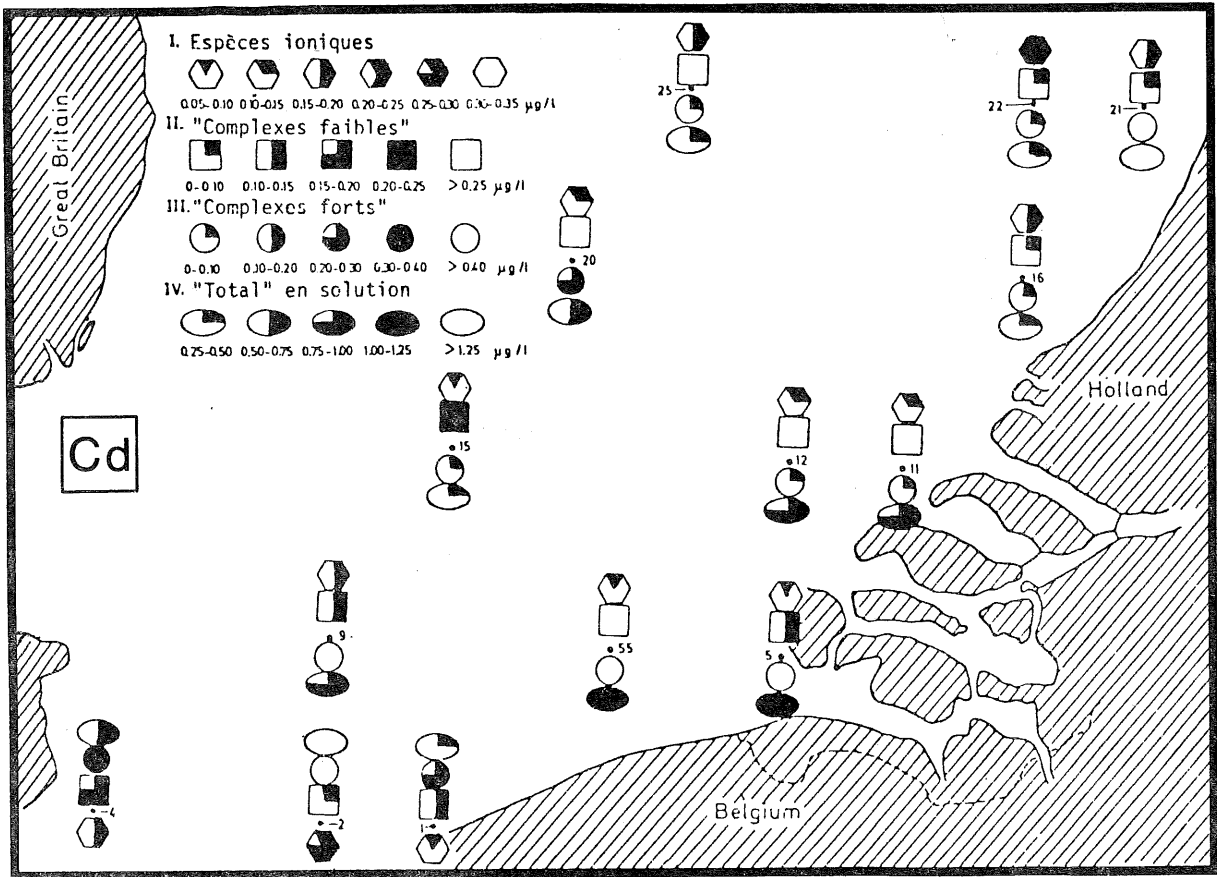 I. Espèces ioniques
0.05-0.10 0.10-0.15 0.15-0.20 0.20-0.25 0.25-0.30 0.30-0.35 µg/l
II. "Complexes faibles"
0-0.10 0.10-0.15 0.15-0.20 0.20-0.25 >0.25 µg/l
III. "Complexes forts"
0-0.10 0.10-0.20 0.20-0.30 0.30-0.40 >0.40 µg/l
IV. "Total" en solution
0.25-0.50 0.50-0.75 0.75-1.00 1.00-1.25 >1.25 µg/l
Great Britain
25
22
21
20
16
Holland
Cd
15
12
11
9
55
5
4
2
1
Belgium